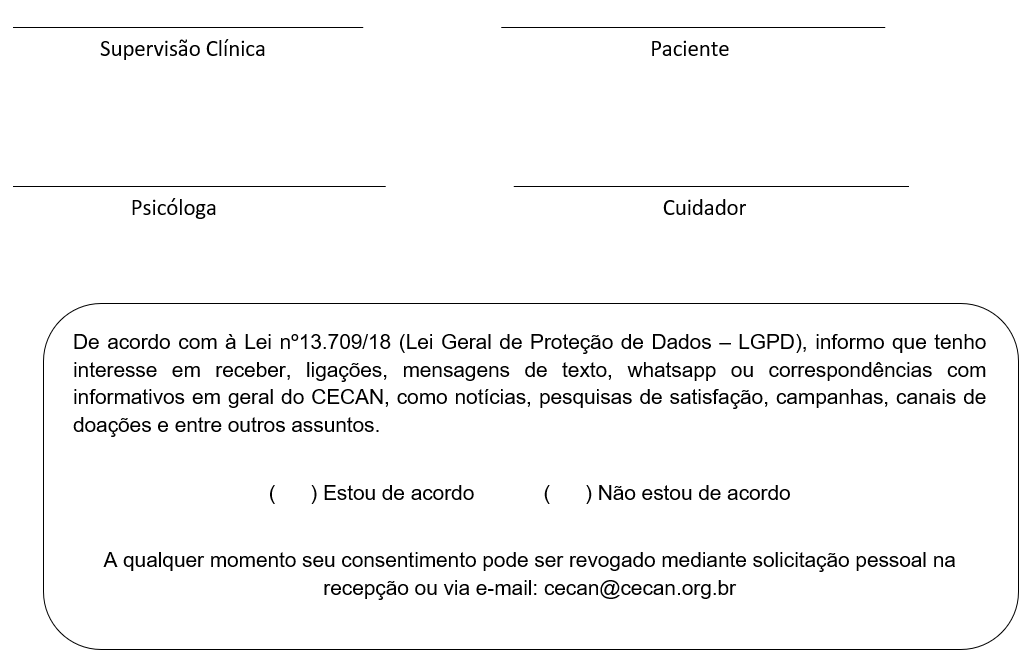 Supervisão Clínica Paciente
Psicóloga Cuidador
De acordo com à Lei nº13.709/18 (Lei Geral de Proteção de Dados – LGPD), informo que tenho
interesse em receber, ligações, mensagens de texto, whatsapp ou correspondências com
informativos em geral do CECAN, como notícias, pesquisas de satisfação, campanhas, canais de
doações e entre outros assuntos.
( ) Estou de acordo ( ) Não estou de acordo
A qualquer momento seu consentimento pode ser revogado mediante solicitação pessoal na
recepção ou via e-mail: cecan@cecan.org.br